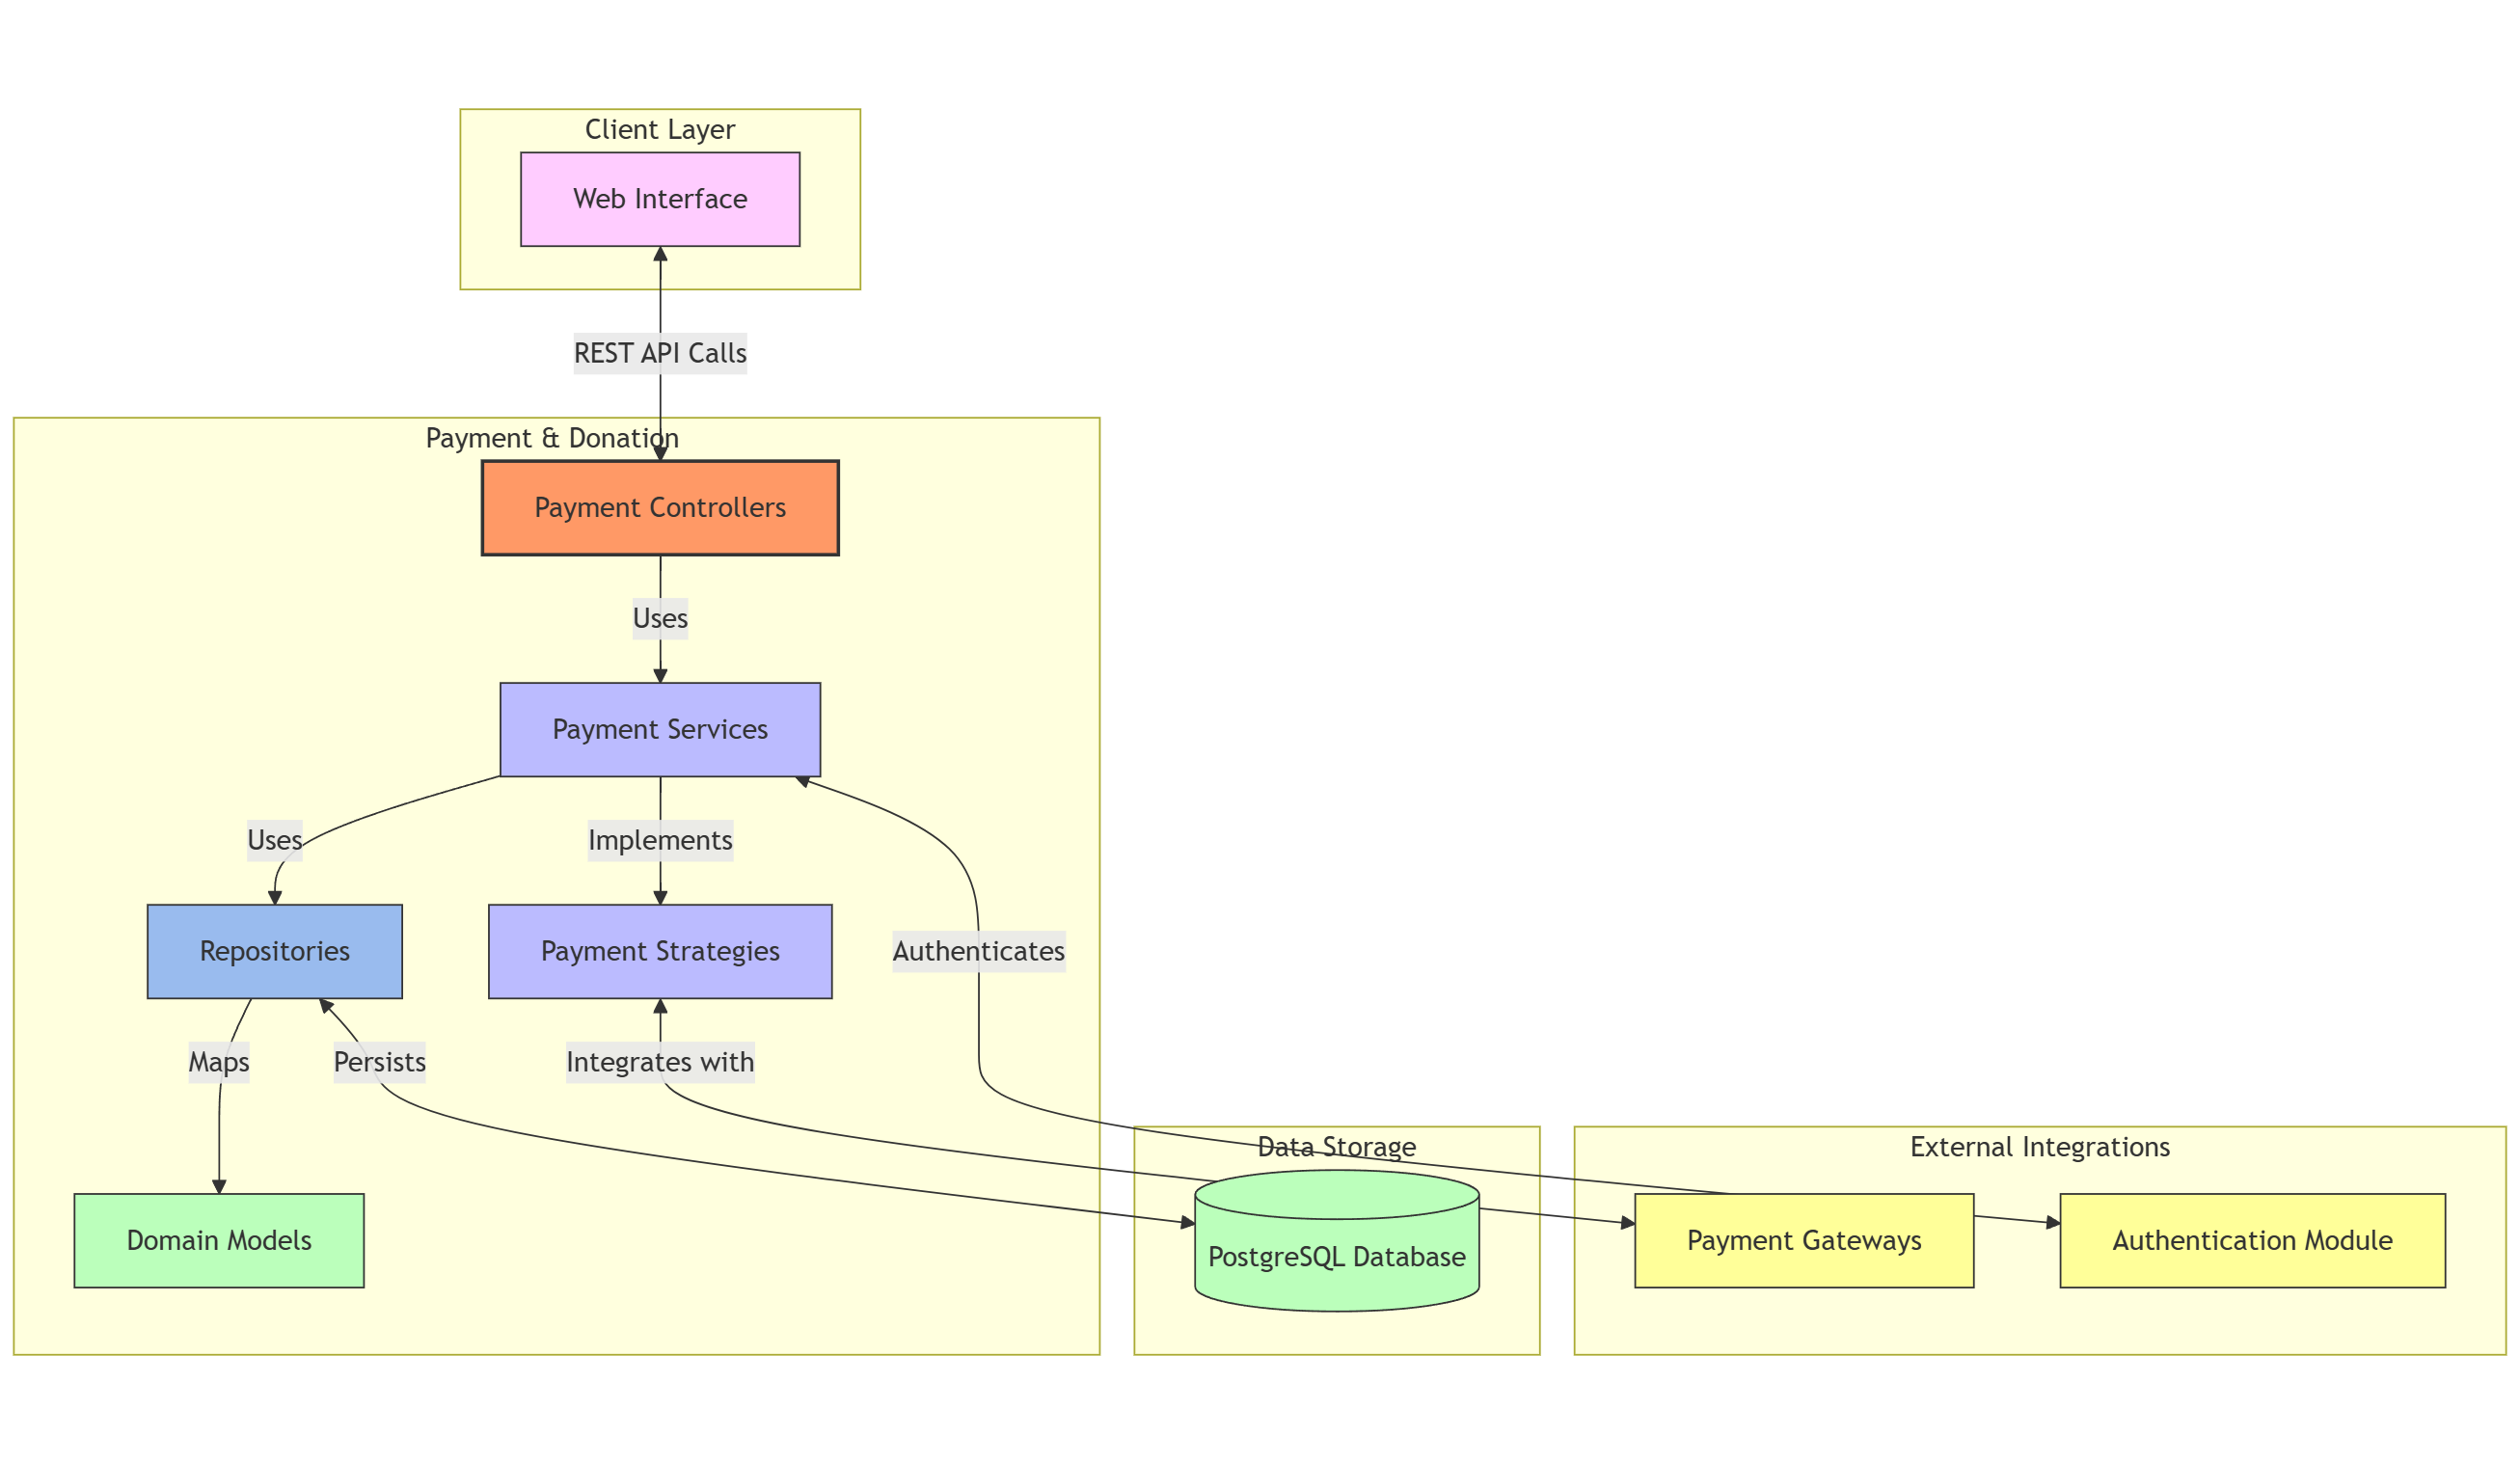 Client Layer
Web Interface
REST API Calls
Payment & Donation
Payment Controllers
Uses
Payment Services
Uses
Implements
Repositories
Payment Strategies
Authenticates
Maps
Persists
Integrates with
Data Storage
External Integrations
Domain Models
PostgreSQL Database
Payment Gateways
Authentication Module